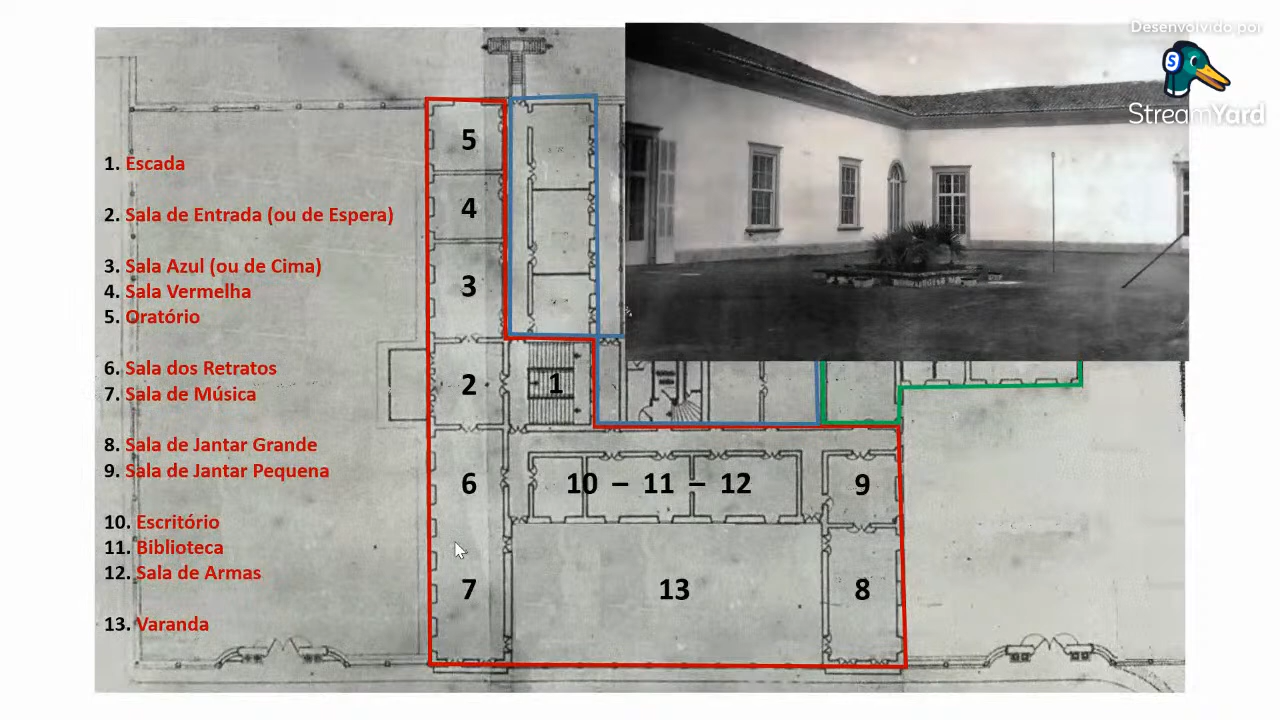 Desenvolvido por
StreamYard
1. Escada
2. Sala de Entrada (ou de Espera)
3. Sala Azul (ou de Cima)
4. Sala Vermelha
5. Oratório
6. Sala dos Retratos
7. Sala de Música
8. Sala de Jantar Grande
9. Sala de Jantar Pequena
10. Escritório
11. Biblioteca
12. Sala de Armas
13. Varanda
5
4
3
2
1
6
10 – 11 – 12
9
7
13
8
S